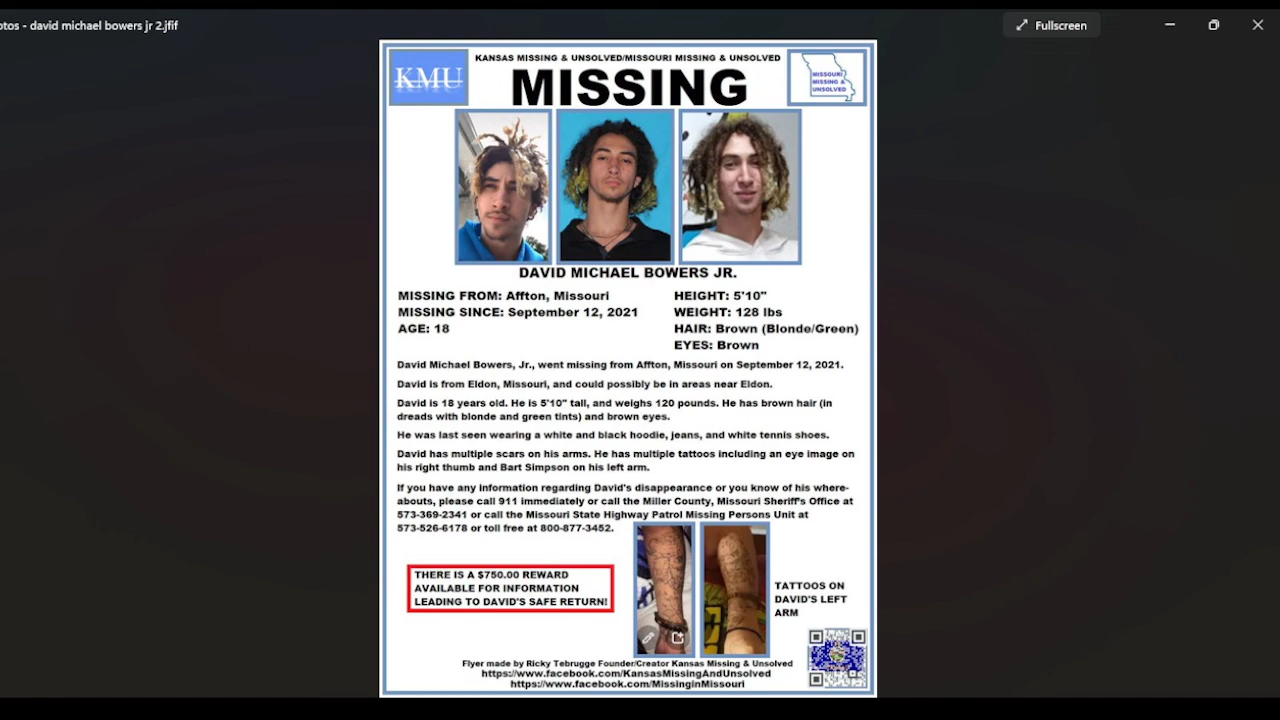 otos - david michael bowers jr 2.jfif
Fullscreen
KANSAS MISSING & UNSOLVED/MISSOURI MISSING & UNSOLVED
KMU
MISSING
MISSOURI
MISSING &
UNSOLVED
DAVID MICHAEL BOWERS JR.
MISSING FROM: Affton, Missouri
MISSING SINCE: September 12, 2021
AGE: 18
HEIGHT: 5'10"
WEIGHT: 128 lbs
HAIR: Brown (Blonde/Green)
EYES: Brown
David Michael Bowers, Jr., went missing from Affton, Missouri on September 12, 2021.
David is from Eldon, Missouri, and could possibly be in areas near Eldon.
David is 18 years old. He is 5'10" tall, and weighs 120 pounds. He has brown hair (in
dreads with blonde and green tints) and brown eyes.
He was last seen wearing a white and black hoodie, jeans, and white tennis shoes.
David has multiple scars on his arms. He has multiple tattoos including an eye image on
his right thumb and Bart Simpson on his left arm.
If you have any information regarding David's disappearance or you know of his where-
abouts, please call 911 immediately or call the Miller County, Missouri Sheriff's Office at
573-369-2341 or call the Missouri State Highway Patrol Missing Persons Unit at
573-526-6178 or toll free at 800-877-3452.
THERE IS A $750.00 REWARD
AVAILABLE FOR INFORMATION
LEADING TO DAVID'S SAFE RETURN!
TATTOOS ON
DAVID'S LEFT
ARM
Flyer made by Ricky Tebrugge Founder/Creator Kansas Missing & Unsolved
https://www.facebook.com/KansasMissingAndUnsolved
https://www.facebook.com/MissinginMissouri